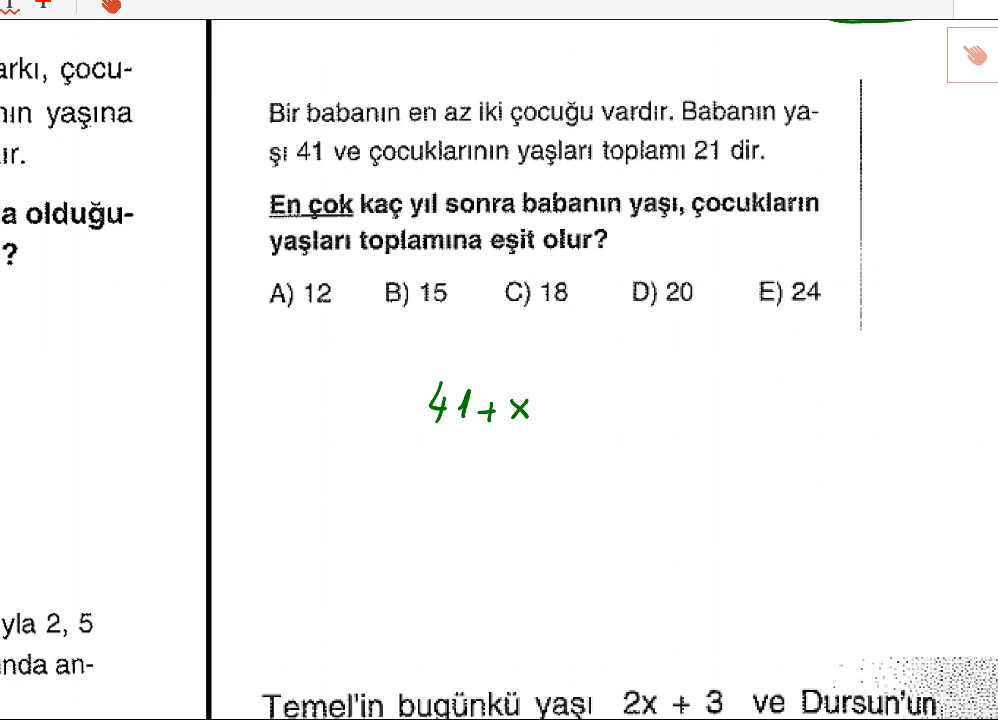 arkı, çocu-
nın yaşına
ır.
a olduğu-
?
yla 2, 5
ında an-
Bir babanın en az iki çocuğu vardır. Babanın ya-
şı 41 ve çocuklarının yaşları toplamı 21 dir.
En çok kaç yıl sonra babanın yaşı, çocukların
yaşları toplamına eşit olur?
A) 12 B) 15 C) 18 D) 20 E) 24
41+x
Temel'in bugünkü yaşı 2x + 3 ve Dursun'un